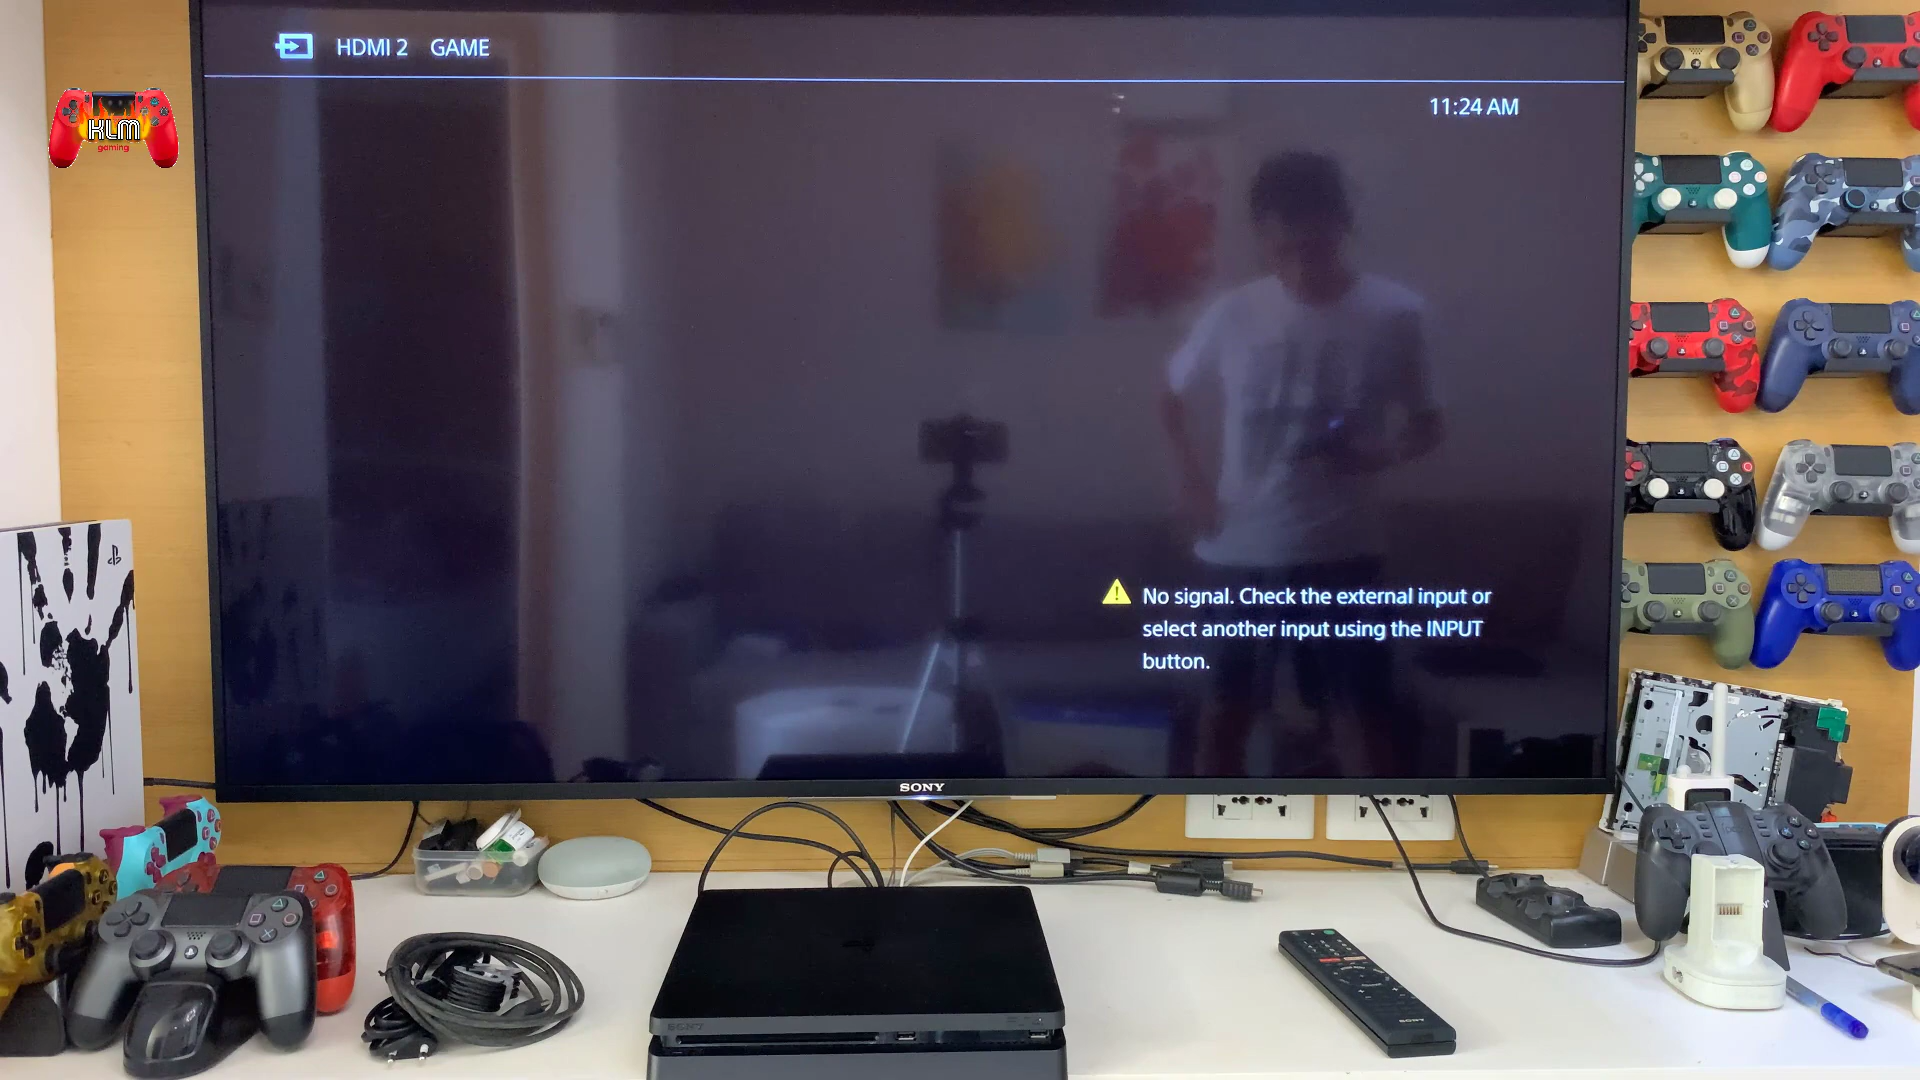 HDMI 2 GAME
11:24 AM
KLM
gaming
No signal. Check the external input or
select another input using the INPUT
button.
SONY
SONY
SONY